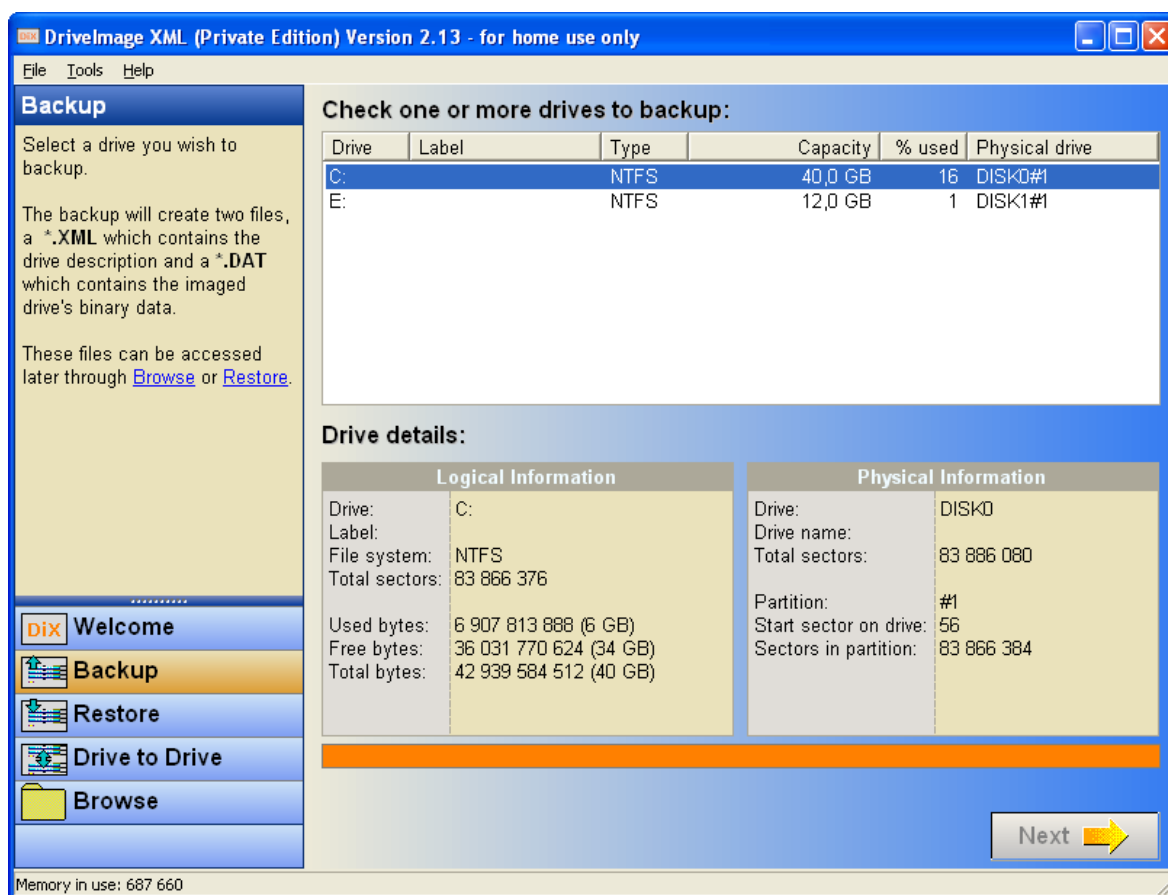 DiX DriveImage XML (Private Edition) Version 2.13 - for home use only
File Tools Help
Backup
Select a drive you wish to
backup.
The backup will create two files,
a *.XML which contains the
drive description and a *.DAT
which contains the imaged
drive's binary data.
These files can be accessed
later through Browse or Restore.
DiX Welcome
Backup
Restore
Drive to Drive
Browse
Check one or more drives to backup:
Drive Label Type Capacity % used Physical drive
C: NTFS 40,0 GB 16 DISK0#1
E: NTFS 12,0 GB 1 DISK1#1
Drive details:
Logical Information
Drive: C:
Label:
File system: NTFS
Total sectors: 83 866 376
Used bytes: 6 907 813 888 (6 GB)
Free bytes: 36 031 770 624 (34 GB)
Total bytes: 42 939 584 512 (40 GB)
Physical Information
Drive: DISK0
Drive name:
Total sectors: 83 886 080
Partition: #1
Start sector on drive: 56
Sectors in partition: 83 866 384
Next
Memory in use: 687 660